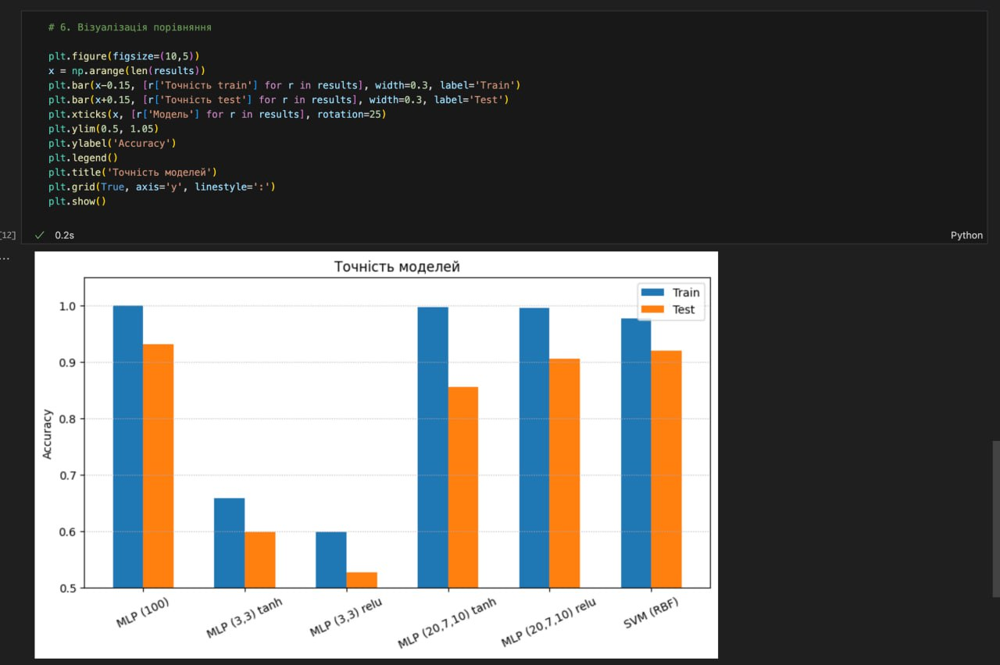 # 6. Візуалізація порівняння
plt.figure(figsize=(10,5))
x = np.arange(len(results))
plt.bar(x-0.15, [r['Точність train'] for r in results], width=0.3, label='Train')
plt.bar(x+0.15, [r['Точність test'] for r in results], width=0.3, label='Test')
plt.xticks(x, [r['Модель'] for r in results], rotation=25)
plt.ylim(0.5, 1.05)
plt.ylabel('Accuracy')
plt.legend()
plt.title('Точність моделей')
plt.grid(True, axis='y', linestyle=':')
plt.show()
[12]
0.2s
Python
...
Точність моделей
Train
Test
1.0
0.9
0.8
0.7
0.6
0.5
Accuracy
MLP (100)
MLP (3,3) tanh
MLP (3,3) relu
MLP (20,7,10) tanh
MLP (20,7,10) relu
SVM (RBF)